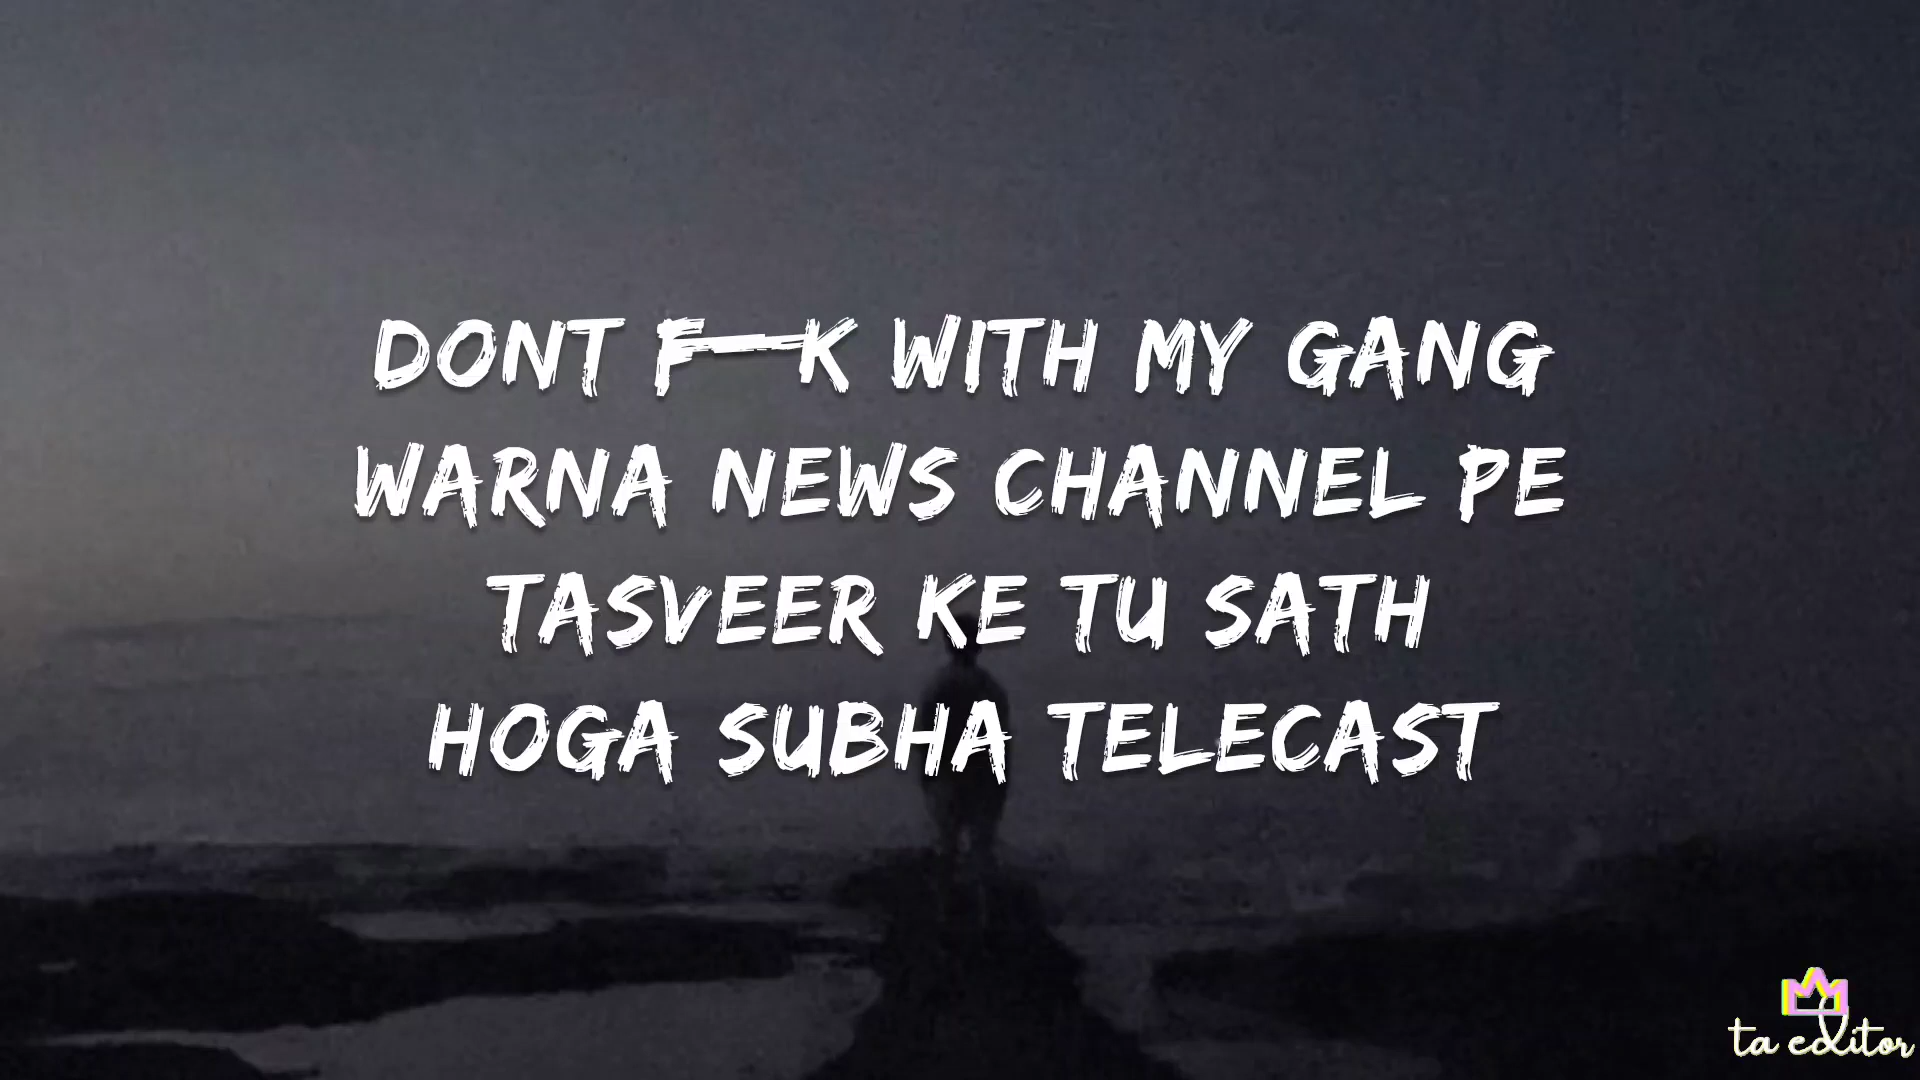 DONT F--K WITH MY GANG
WARNA NEWS CHANNEL PE
TASVEER KE TU SATH
HOGA SUBHA TELECAST
ta editor